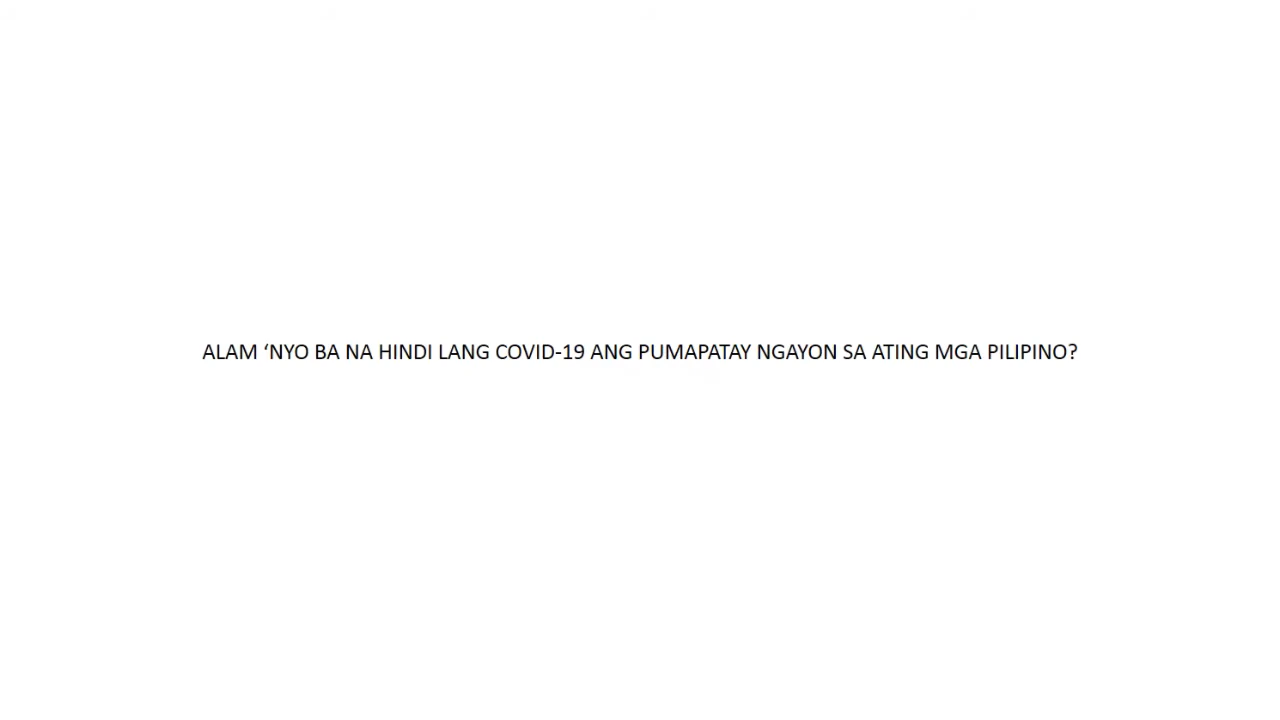 ALAM ‘NYO BA NA HINDI LANG COVID-19 ANG PUMAPATAY NGAYON SA ATING MGA PILIPINO?